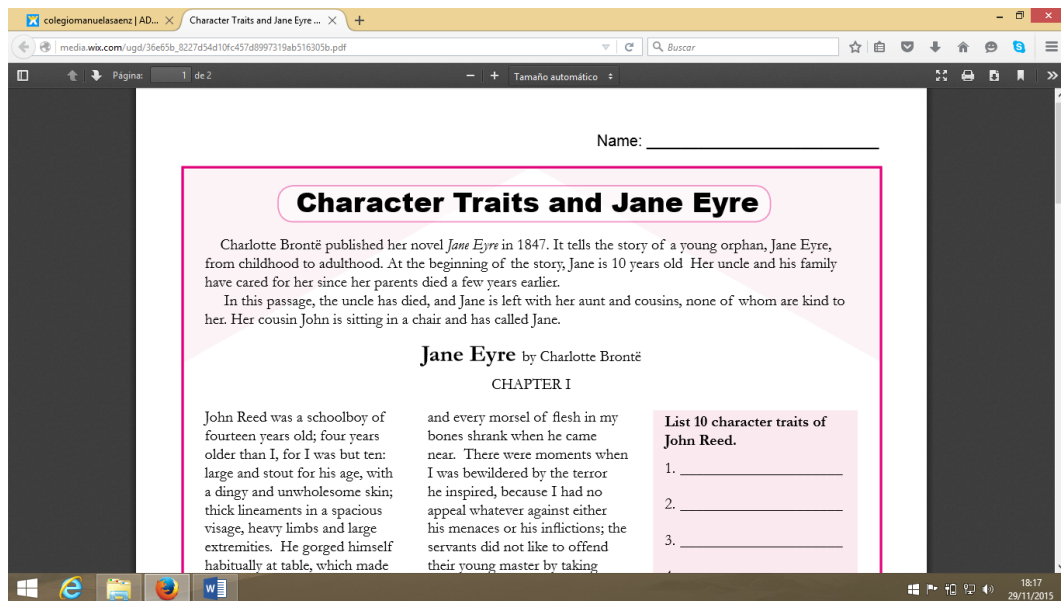 colegiomanuelasaenz | AD...
Character Traits and Jane Eyre ...
media.wix.com/ugd/36e65b_8227d54d10fc457d8997319ab516305b.pdf
Buscar
Página: 1 de 2
Tamaño automático
Name:
Character Traits and Jane Eyre
Charlotte Brontë published her novel Jane Eyre in 1847. It tells the story of a young orphan, Jane Eyre,
from childhood to adulthood. At the beginning of the story, Jane is 10 years old Her uncle and his family
have cared for her since her parents died a few years earlier.
In this passage, the uncle has died, and Jane is left with her aunt and cousins, none of whom are kind to
her. Her cousin John is sitting in a chair and has called Jane.
Jane Eyre by Charlotte Brontë
CHAPTER I
John Reed was a schoolboy of
fourteen years old; four years
older than I, for I was but ten:
large and stout for his age, with
a dingy and unwholesome skin;
thick lineaments in a spacious
visage, heavy limbs and large
extremities. He gorged himself
habitually at table, which made
and every morsel of flesh in my
bones shrank when he came
near. There were moments when
I was bewildered by the terror
he inspired, because I had no
appeal whatever against either
his menaces or his inflictions; the
servants did not like to offend
their young master by taking
List 10 character traits of
John Reed.
1.
2.
3.
18:17
29/11/2015